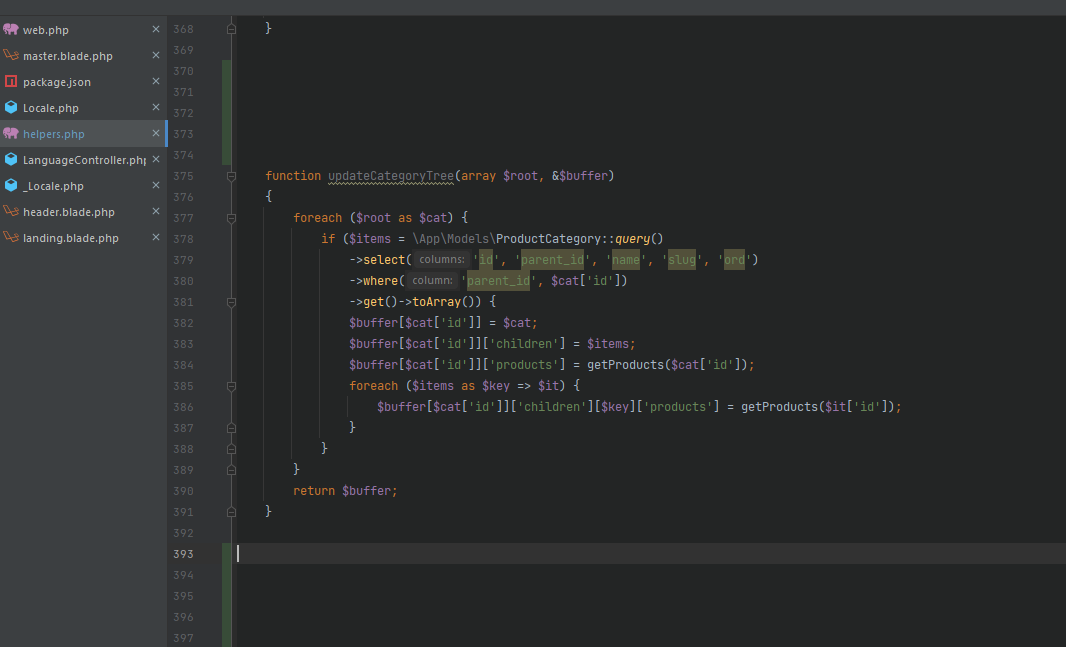 web.php
master.blade.php
package.json
Locale.php
helpers.php
LanguageController.php
_Locale.php
header.blade.php
landing.blade.php
368 }
369
370
371
372
373
374
375 function updateCategoryTree(array $root, &$buffer)
376 {
377 foreach ($root as $cat) {
378 if ($items = \App\Models\ProductCategory::query()
379 ->select( columns: 'id', 'parent_id', 'name', 'slug', 'ord')
380 ->where( column: 'parent_id', $cat['id'])
381 ->get()->toArray()) {
382 $buffer[$cat['id']] = $cat;
383 $buffer[$cat['id']]['children'] = $items;
384 $buffer[$cat['id']]['products'] = getProducts($cat['id']);
385 foreach ($items as $key => $it) {
386 $buffer[$cat['id']]['children'][$key]['products'] = getProducts($it['id']);
387 }
388 }
389 }
390 return $buffer;
391 }
392
393
394
395
396
397